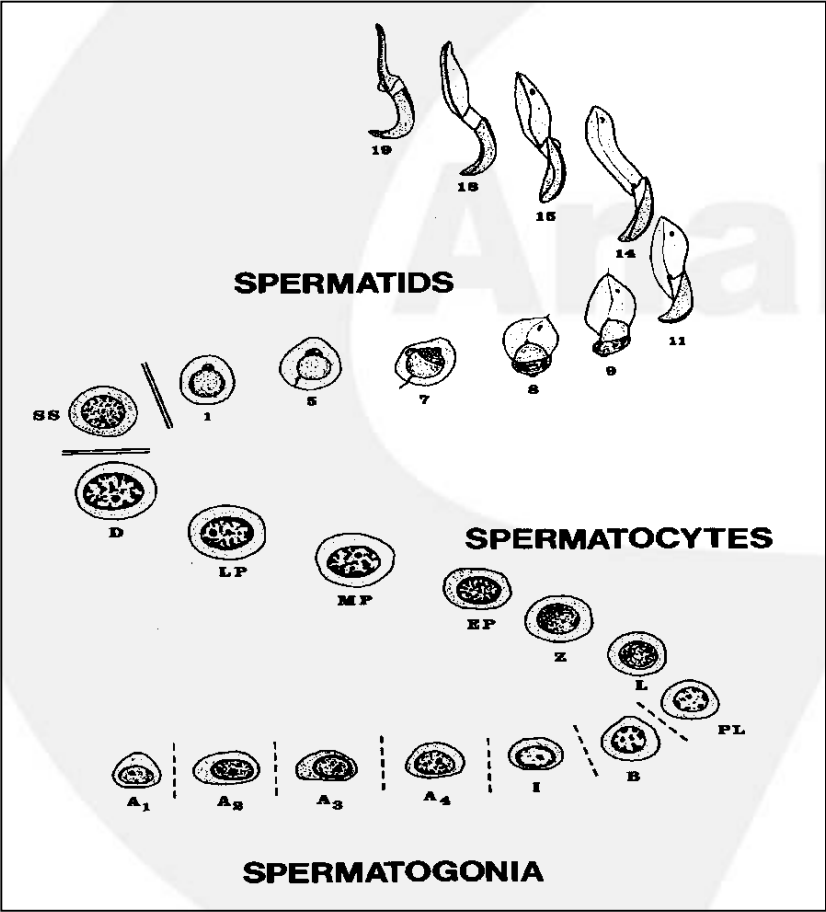 19
18
15
14
11
SPERMATIDS
SS
1
5
7
8
9
D
LP
MP
SPERMATOCYTES
EP
Z
L
PL
A1
A2
A3
A4
I
B
SPERMATOGONIA
Anal